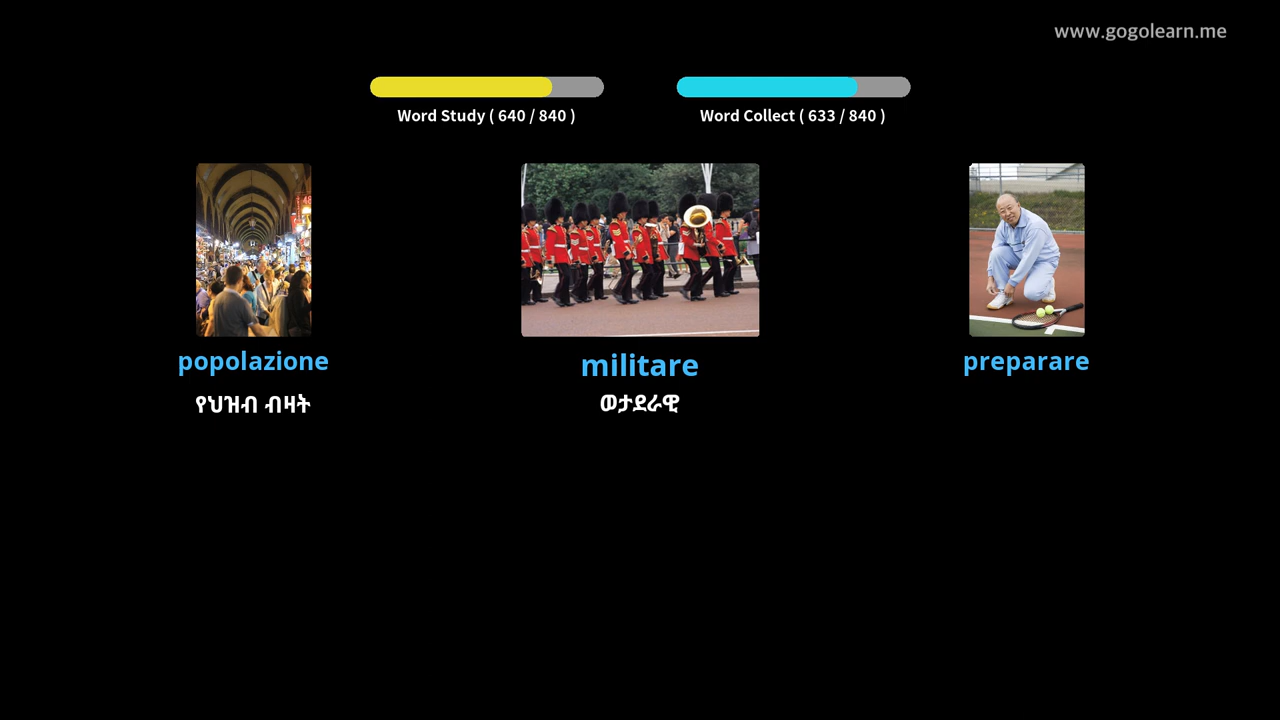 www.gogolearn.me
Word Study ( 640 / 840 )
Word Collect ( 633 / 840 )
popolazione
militare
preparare
የህዝብ ብዛት
ወታደራዊ